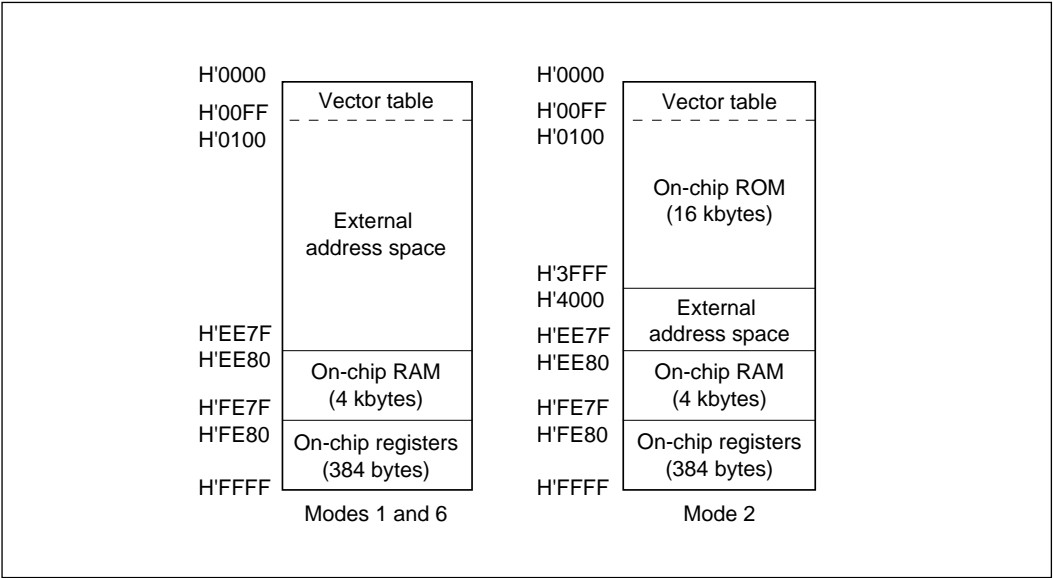 H'0000
Vector table
H'00FF
H'0100
External
address space
H'EE7F
H'EE80
On-chip RAM
(4 kbytes)
H'FE7F
H'FE80
On-chip registers
(384 bytes)
H'FFFF
Modes 1 and 6
H'0000
Vector table
H'00FF
H'0100
On-chip ROM
(16 kbytes)
H'3FFF
H'4000
External
address space
H'EE7F
H'EE80
On-chip RAM
(4 kbytes)
H'FE7F
H'FE80
On-chip registers
(384 bytes)
H'FFFF
Mode 2